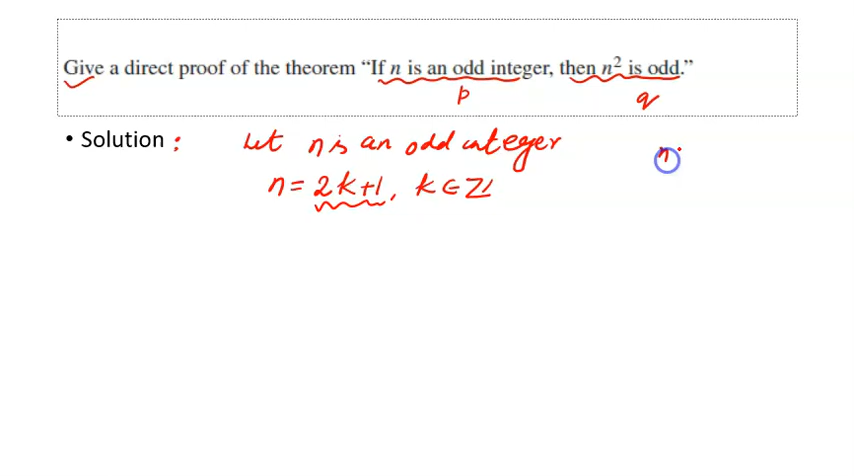 Give a direct proof of the theorem “If n is an odd integer, then n² is odd.”
p q
• Solution : Let n is an odd integer
n = 2k+1, k ∈ ℤ
n